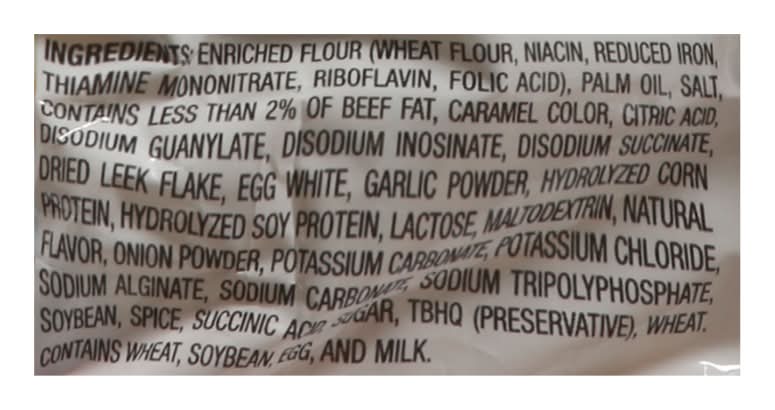 INGREDIENTS: ENRICHED FLOUR (WHEAT FLOUR, NIACIN, REDUCED IRON,
THIAMINE MONONITRATE, RIBOFLAVIN, FOLIC ACID), PALM OIL, SALT,
CONTAINS LESS THAN 2% OF BEEF FAT, CARAMEL COLOR, CITRIC ACID,
DISODIUM GUANYLATE, DISODIUM INOSINATE, DISODIUM SUCCINATE,
DRIED LEEK FLAKE, EGG WHITE, GARLIC POWDER, HYDROLYZED CORN
PROTEIN, HYDROLYZED SOY PROTEIN, LACTOSE, MALTODEXTRIN, NATURAL
FLAVOR, ONION POWDER, POTASSIUM CARBONATE, POTASSIUM CHLORIDE,
SODIUM ALGINATE, SODIUM CARBONATE, SODIUM TRIPOLYPHOSPHATE,
SOYBEAN, SPICE, SUCCINIC ACID, SUGAR, TBHQ (PRESERVATIVE), WHEAT.
CONTAINS WHEAT, SOYBEAN, EGG, AND MILK.